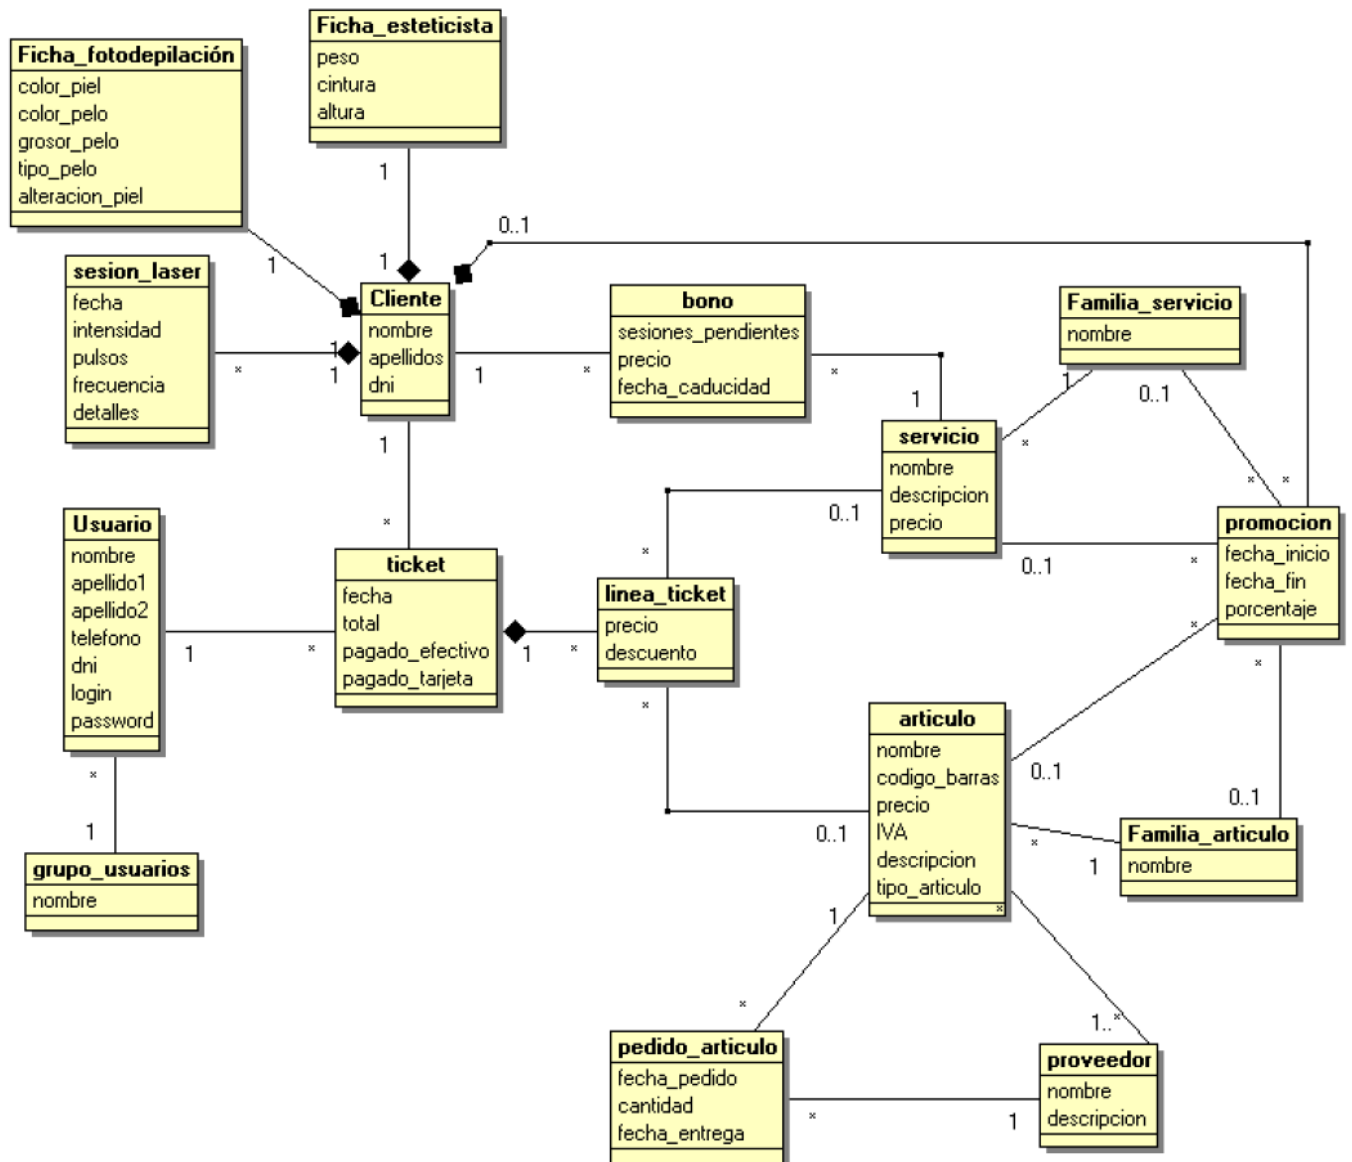 Ficha_fotodepilación
color_piel
color_pelo
grosor_pelo
tipo_pelo
alteracion_piel
Ficha_esteticista
peso
cintura
altura
1
1
1
0..1
sesion_laser
fecha
intensidad
pulsos
frecuencia
detalles
*
1
1
Cliente
nombre
apellidos
dni
1
*
bono
sesiones_pendientes
precio
fecha_caducidad
*
1
Familia_servicio
nombre
1
*
0..1
*
*
servicio
nombre
descripcion
precio
0..1
*
0..1
*
promocion
fecha_inicio
fecha_fin
porcentaje
1
*
Usuario
nombre
apellido1
apellido2
telefono
dni
login
password
1
*
ticket
fecha
total
pagado_efectivo
pagado_tarjeta
1
*
linea_ticket
precio
descuento
*
0..1
*
0..1
*
0..1
articulo
nombre
codigo_barras
precio
IVA
descripcion
tipo_articulo
*
*
1
Familia_articulo
nombre
*
1
grupo_usuarios
nombre
1
*
1..*
pedido_articulo
fecha_pedido
cantidad
fecha_entrega
*
1
proveedor
nombre
descripcion